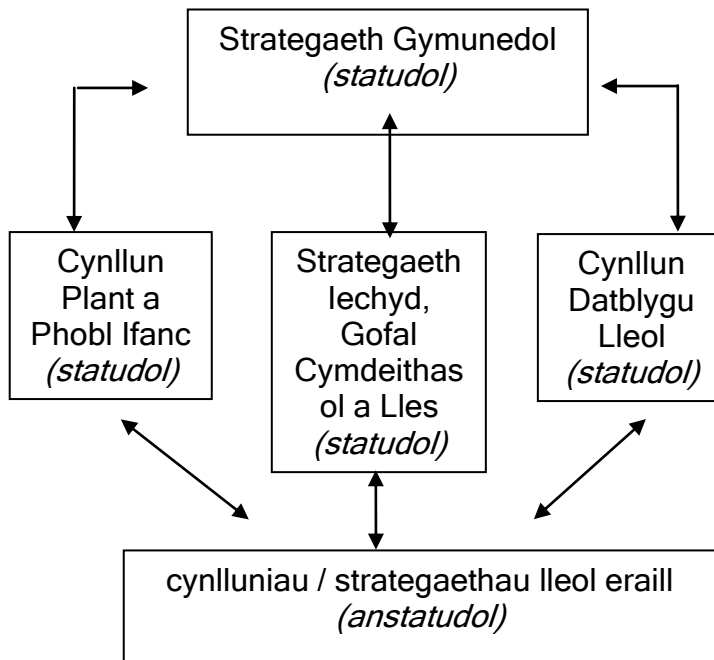 Strategaeth Gymunedol
(statudol)
Cynllun
Plant a
Phobl Ifanc
(statudol)
Strategaeth
Iechyd,
Gofal
Cymdeithas
ol a Lles
(statudol)
Cynllun
Datblygu
Lleol
(statudol)
cynlluniau / strategaethau lleol eraill
(anstatudol)